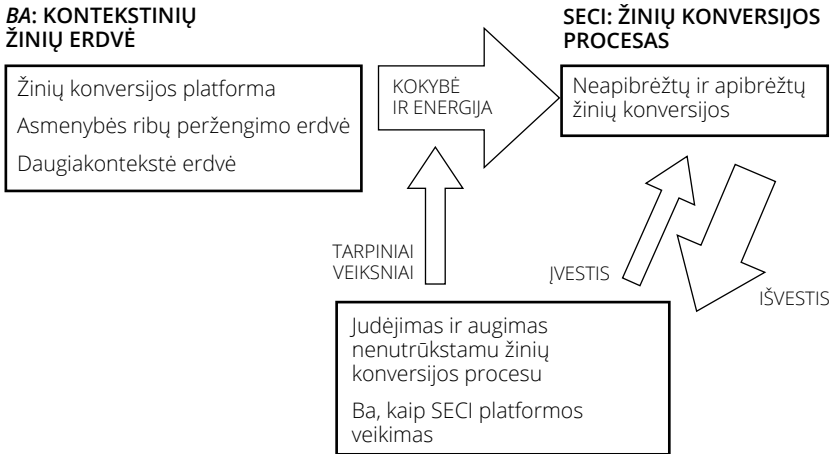 BA: KONTEKSTINIŲ
ŽINIŲ ERDVĖ
Žinių konversijos platforma
Asmenybės ribų peržengimo erdvė
Daugiakontekstė erdvė
KOKYBĖ
IR ENERGIJA
SECI: ŽINIŲ KONVERSIJOS
PROCESAS
Neapibrėžtų ir apibrėžtų
žinių konversijos
TARPINIAI
VEIKSNIAI
ĮVESTIS
IŠVESTIS
Judėjimas ir augimas
nenutrūkstamu žinių
konversijos procesu
Ba, kaip SECI platformos
veikimas